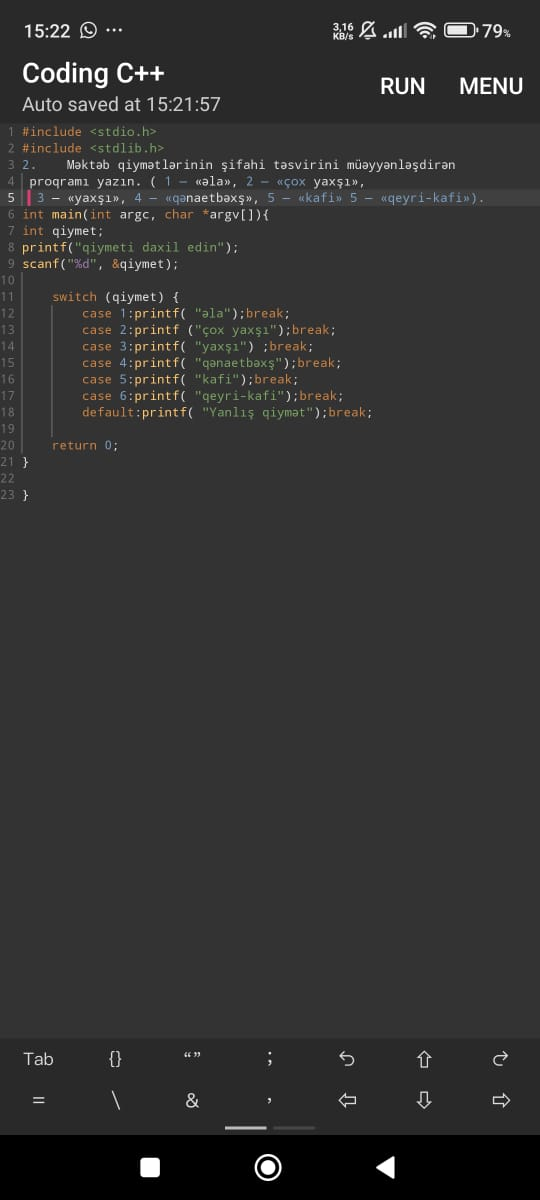 15:22 ... 3,16 KB/s 79%
Coding C++
RUN MENU
Auto saved at 15:21:57
1 #include <stdio.h>
2 #include <stdlib.h>
3 2. Məktəb qiymətlərinin şifahi təsvirini müəyyənləşdirən
4 proqramı yazın. ( 1 — «əla», 2 — «çox yaxşı»,
5 3 — «yaxşı», 4 — «qənaetbəxş», 5 — «kafi» 5 — «qeyri-kafi»).
6 int main(int argc, char *argv[]){
7 int qiymet;
8 printf("qiymeti daxil edin");
9 scanf("%d", &qiymet);
10
11 switch (qiymet) {
12 case 1:printf( "əla");break;
13 case 2:printf ("çox yaxşı");break;
14 case 3:printf( "yaxşı") ;break;
15 case 4:printf( "qənaetbəxş");break;
16 case 5:printf( "kafi");break;
17 case 6:printf( "qeyri-kafi");break;
18 default:printf( "Yanlış qiymət");break;
19
20 return 0;
21 }
22
23 }
Tab {} “” ;
= \ & ,